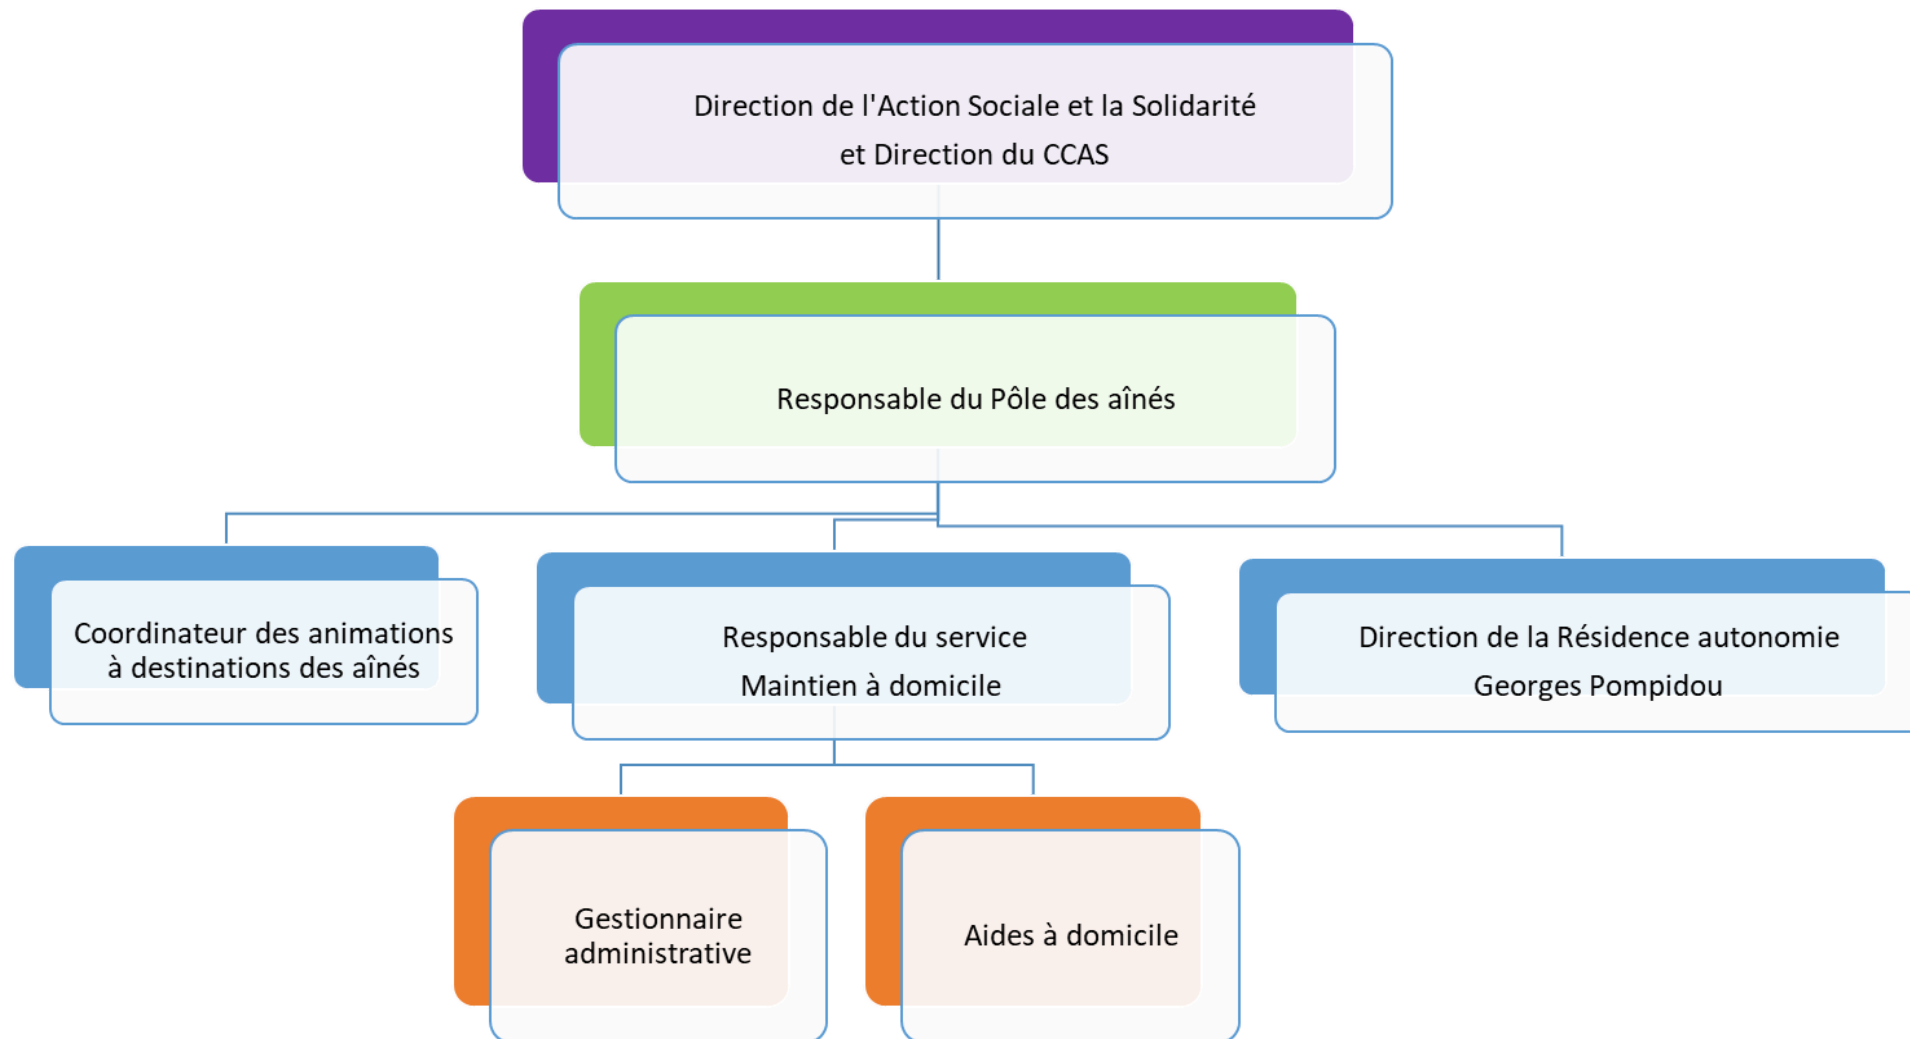 Direction de l'Action Sociale et la Solidarité
et Direction du CCAS
Responsable du Pôle des aînés
Coordinateur des animations
à destinations des aînés
Responsable du service
Maintien à domicile
Direction de la Résidence autonomie
Georges Pompidou
Gestionnaire
administrative
Aides à domicile